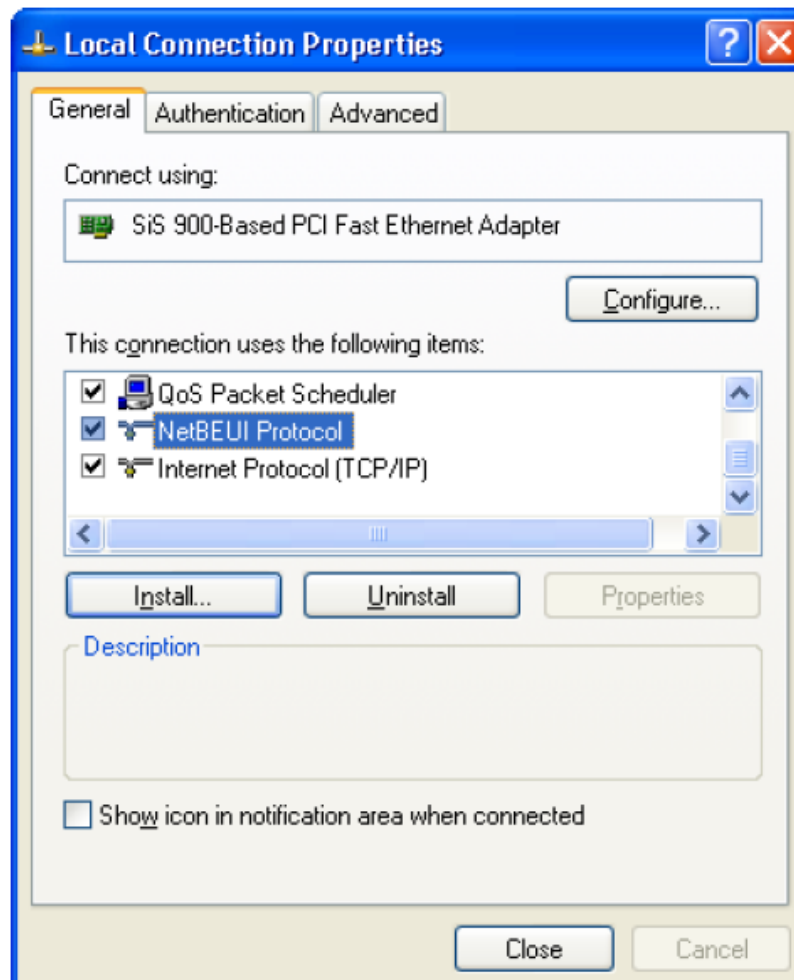 Local Connection Properties
General Authentication Advanced
Connect using:
SiS 900-Based PCI Fast Ethernet Adapter
Configure...
This connection uses the following items:
QoS Packet Scheduler
NetBEUI Protocol
Internet Protocol (TCP/IP)
Install... Uninstall Properties
Description
Show icon in notification area when connected
Close Cancel